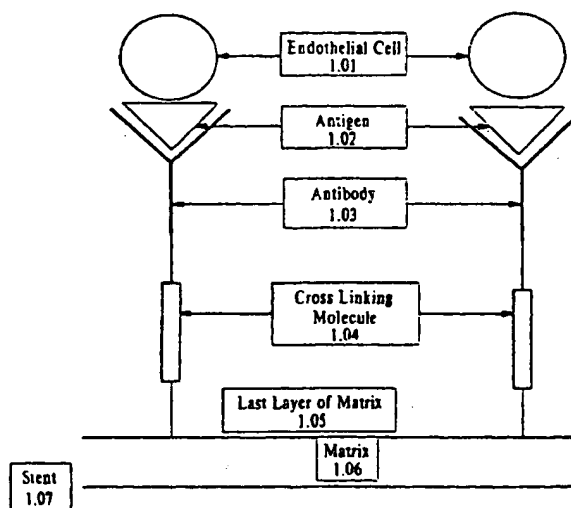 Endothelial Cell
1.01
Antigen
1.02
Antibody
1.03
Cross Linking
Molecule
1.04
Last Layer of Matrix
1.05
Matrix
1.06
Stent
1.07